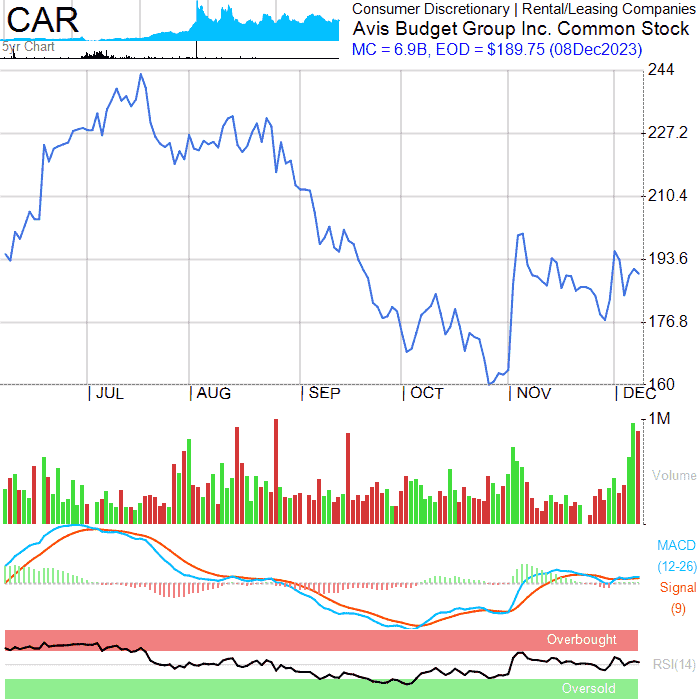 CAR
5yr Chart
Consumer Discretionary | Rental/Leasing Companies
Avis Budget Group Inc. Common Stock
MC = 6.9B, EOD = $189.75 (08Dec2023)
244
227.2
210.4
193.6
176.8
160
JUL AUG SEP OCT NOV DEC
1M
Volume
MACD
(12-26)
Signal
(9)
Overbought
RSI(14)
Oversold